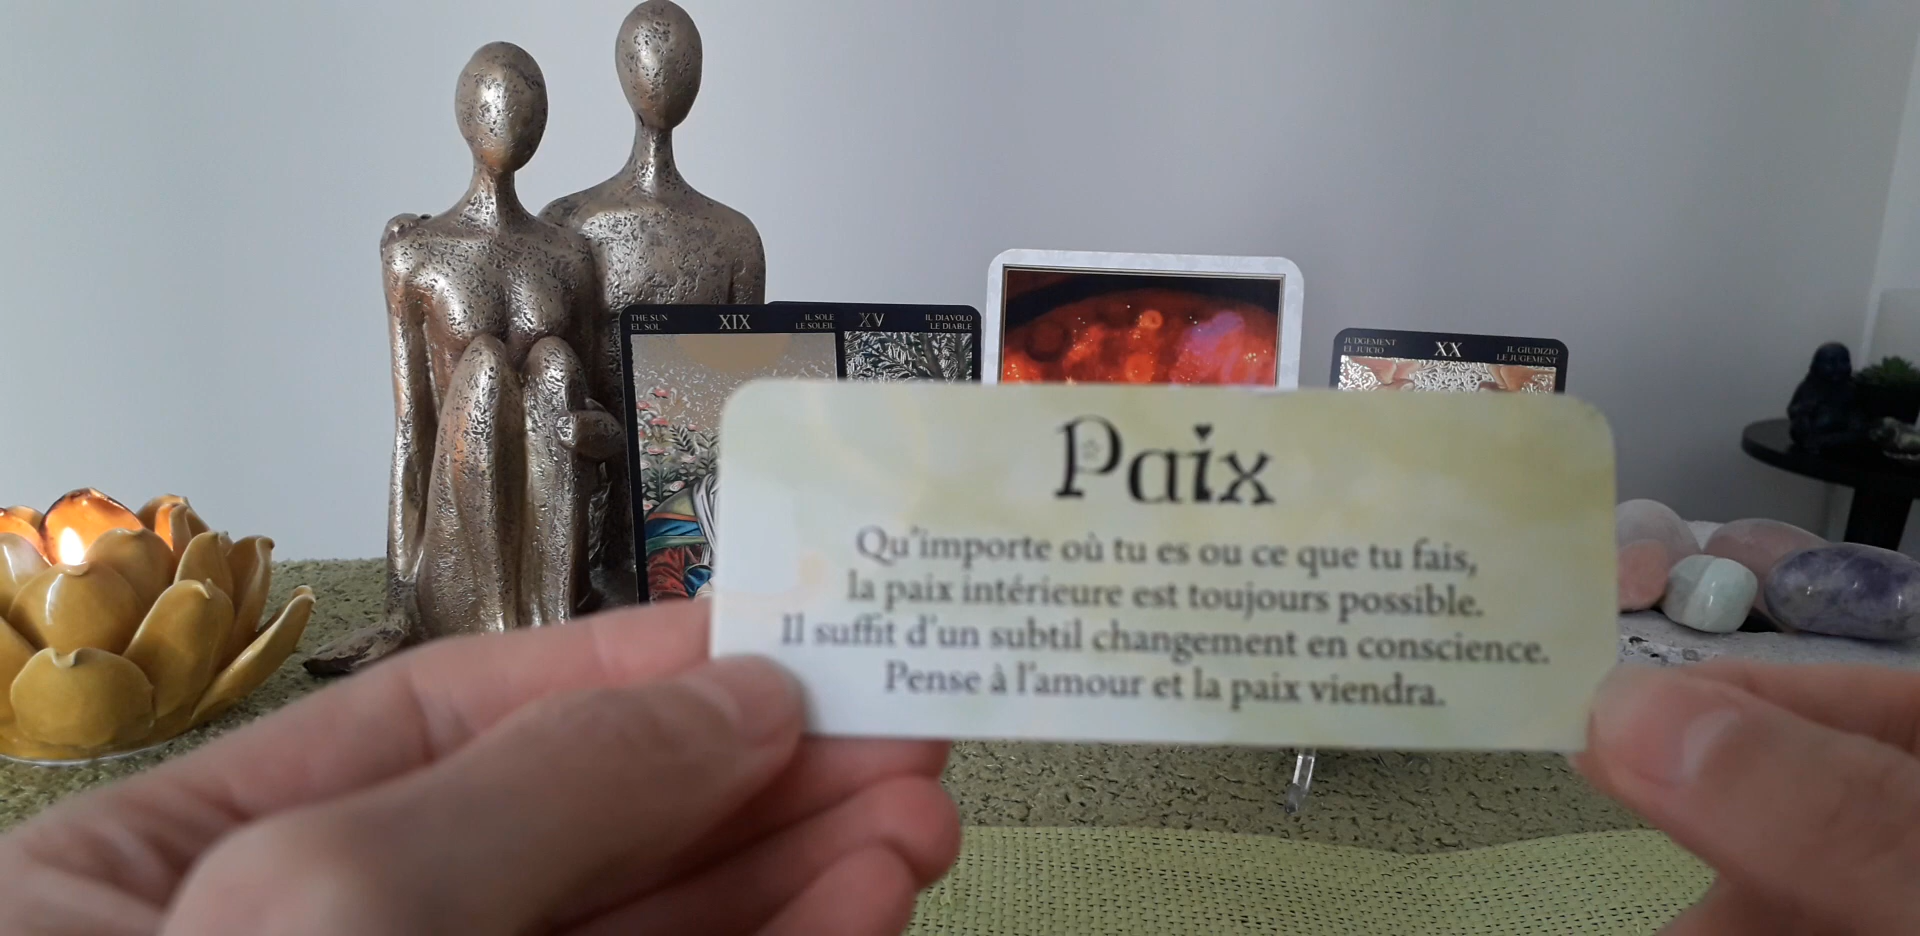 THE SUN
EL SOL
XIX
IL SOLE
LE SOLEIL
XV
IL DIAVOLO
LE DIABLE
JUDGEMENT
EL JUICIO
XX
IL GIUDIZIO
LE JUGEMENT
Paix
Qu'importe où tu es ou ce que tu fais,
la paix intérieure est toujours possible.
Il suffit d'un subtil changement en conscience.
Pense à l'amour et la paix viendra.